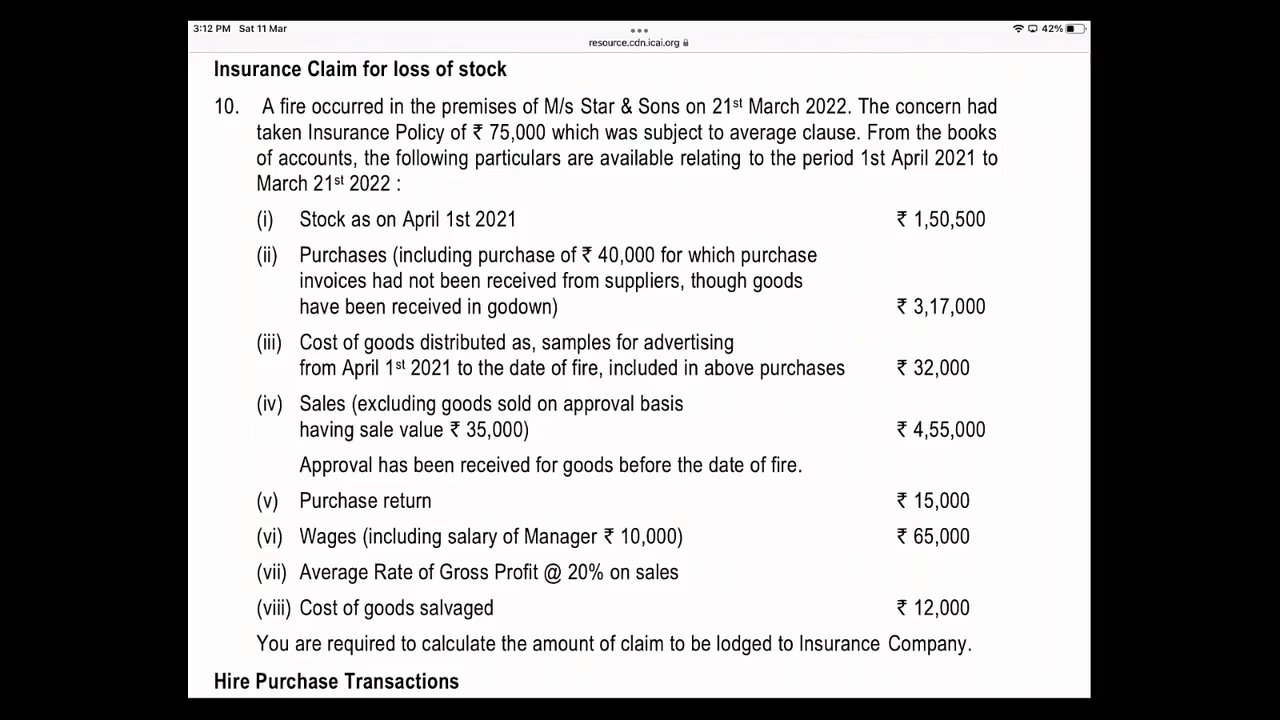 3:12 PM Sat 11 Mar
42%
resource.cdn.icai.org
Insurance Claim for loss of stock
10. A fire occurred in the premises of M/s Star & Sons on 21st March 2022. The concern had
taken Insurance Policy of ₹ 75,000 which was subject to average clause. From the books
of accounts, the following particulars are available relating to the period 1st April 2021 to
March 21st 2022 :
(i) Stock as on April 1st 2021 ₹ 1,50,500
(ii) Purchases (including purchase of ₹ 40,000 for which purchase
invoices had not been received from suppliers, though goods
have been received in godown) ₹ 3,17,000
(iii) Cost of goods distributed as, samples for advertising
from April 1st 2021 to the date of fire, included in above purchases ₹ 32,000
(iv) Sales (excluding goods sold on approval basis
having sale value ₹ 35,000) ₹ 4,55,000
Approval has been received for goods before the date of fire.
(v) Purchase return ₹ 15,000
(vi) Wages (including salary of Manager ₹ 10,000) ₹ 65,000
(vii) Average Rate of Gross Profit @ 20% on sales
(viii) Cost of goods salvaged ₹ 12,000
You are required to calculate the amount of claim to be lodged to Insurance Company.
Hire Purchase Transactions